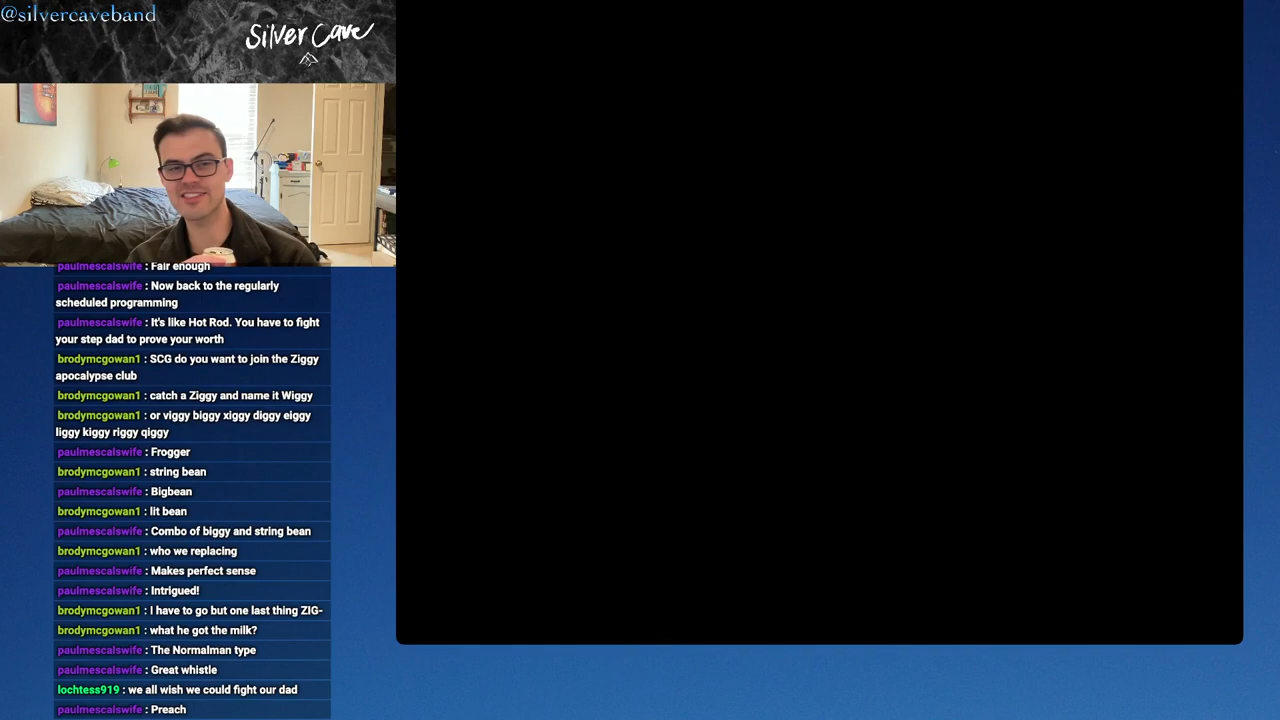 @silvercaveband
Silver Cave
paulmescalswife : Fair enough
paulmescalswife : Now back to the regularly
scheduled programming
paulmescalswife : It's like Hot Rod. You have to fight
your step dad to prove your worth
brodymcgowan1 : SCG do you want to join the Ziggy
apocalypse club
brodymcgowan1 : catch a Ziggy and name it Wiggy
brodymcgowan1 : or viggy biggy xiggy diggy eiggy
liggy kiggy riggy qiggy
paulmescalswife : Frogger
brodymcgowan1 : string bean
paulmescalswife : Bigbean
brodymcgowan1 : lit bean
paulmescalswife : Combo of biggy and string bean
brodymcgowan1 : who we replacing
paulmescalswife : Makes perfect sense
paulmescalswife : Intrigued!
brodymcgowan1 : I have to go but one last thing ZIG-
brodymcgowan1 : what he got the milk?
paulmescalswife : The Normalman type
paulmescalswife : Great whistle
lochtess919 : we all wish we could fight our dad
paulmescalswife : Preach